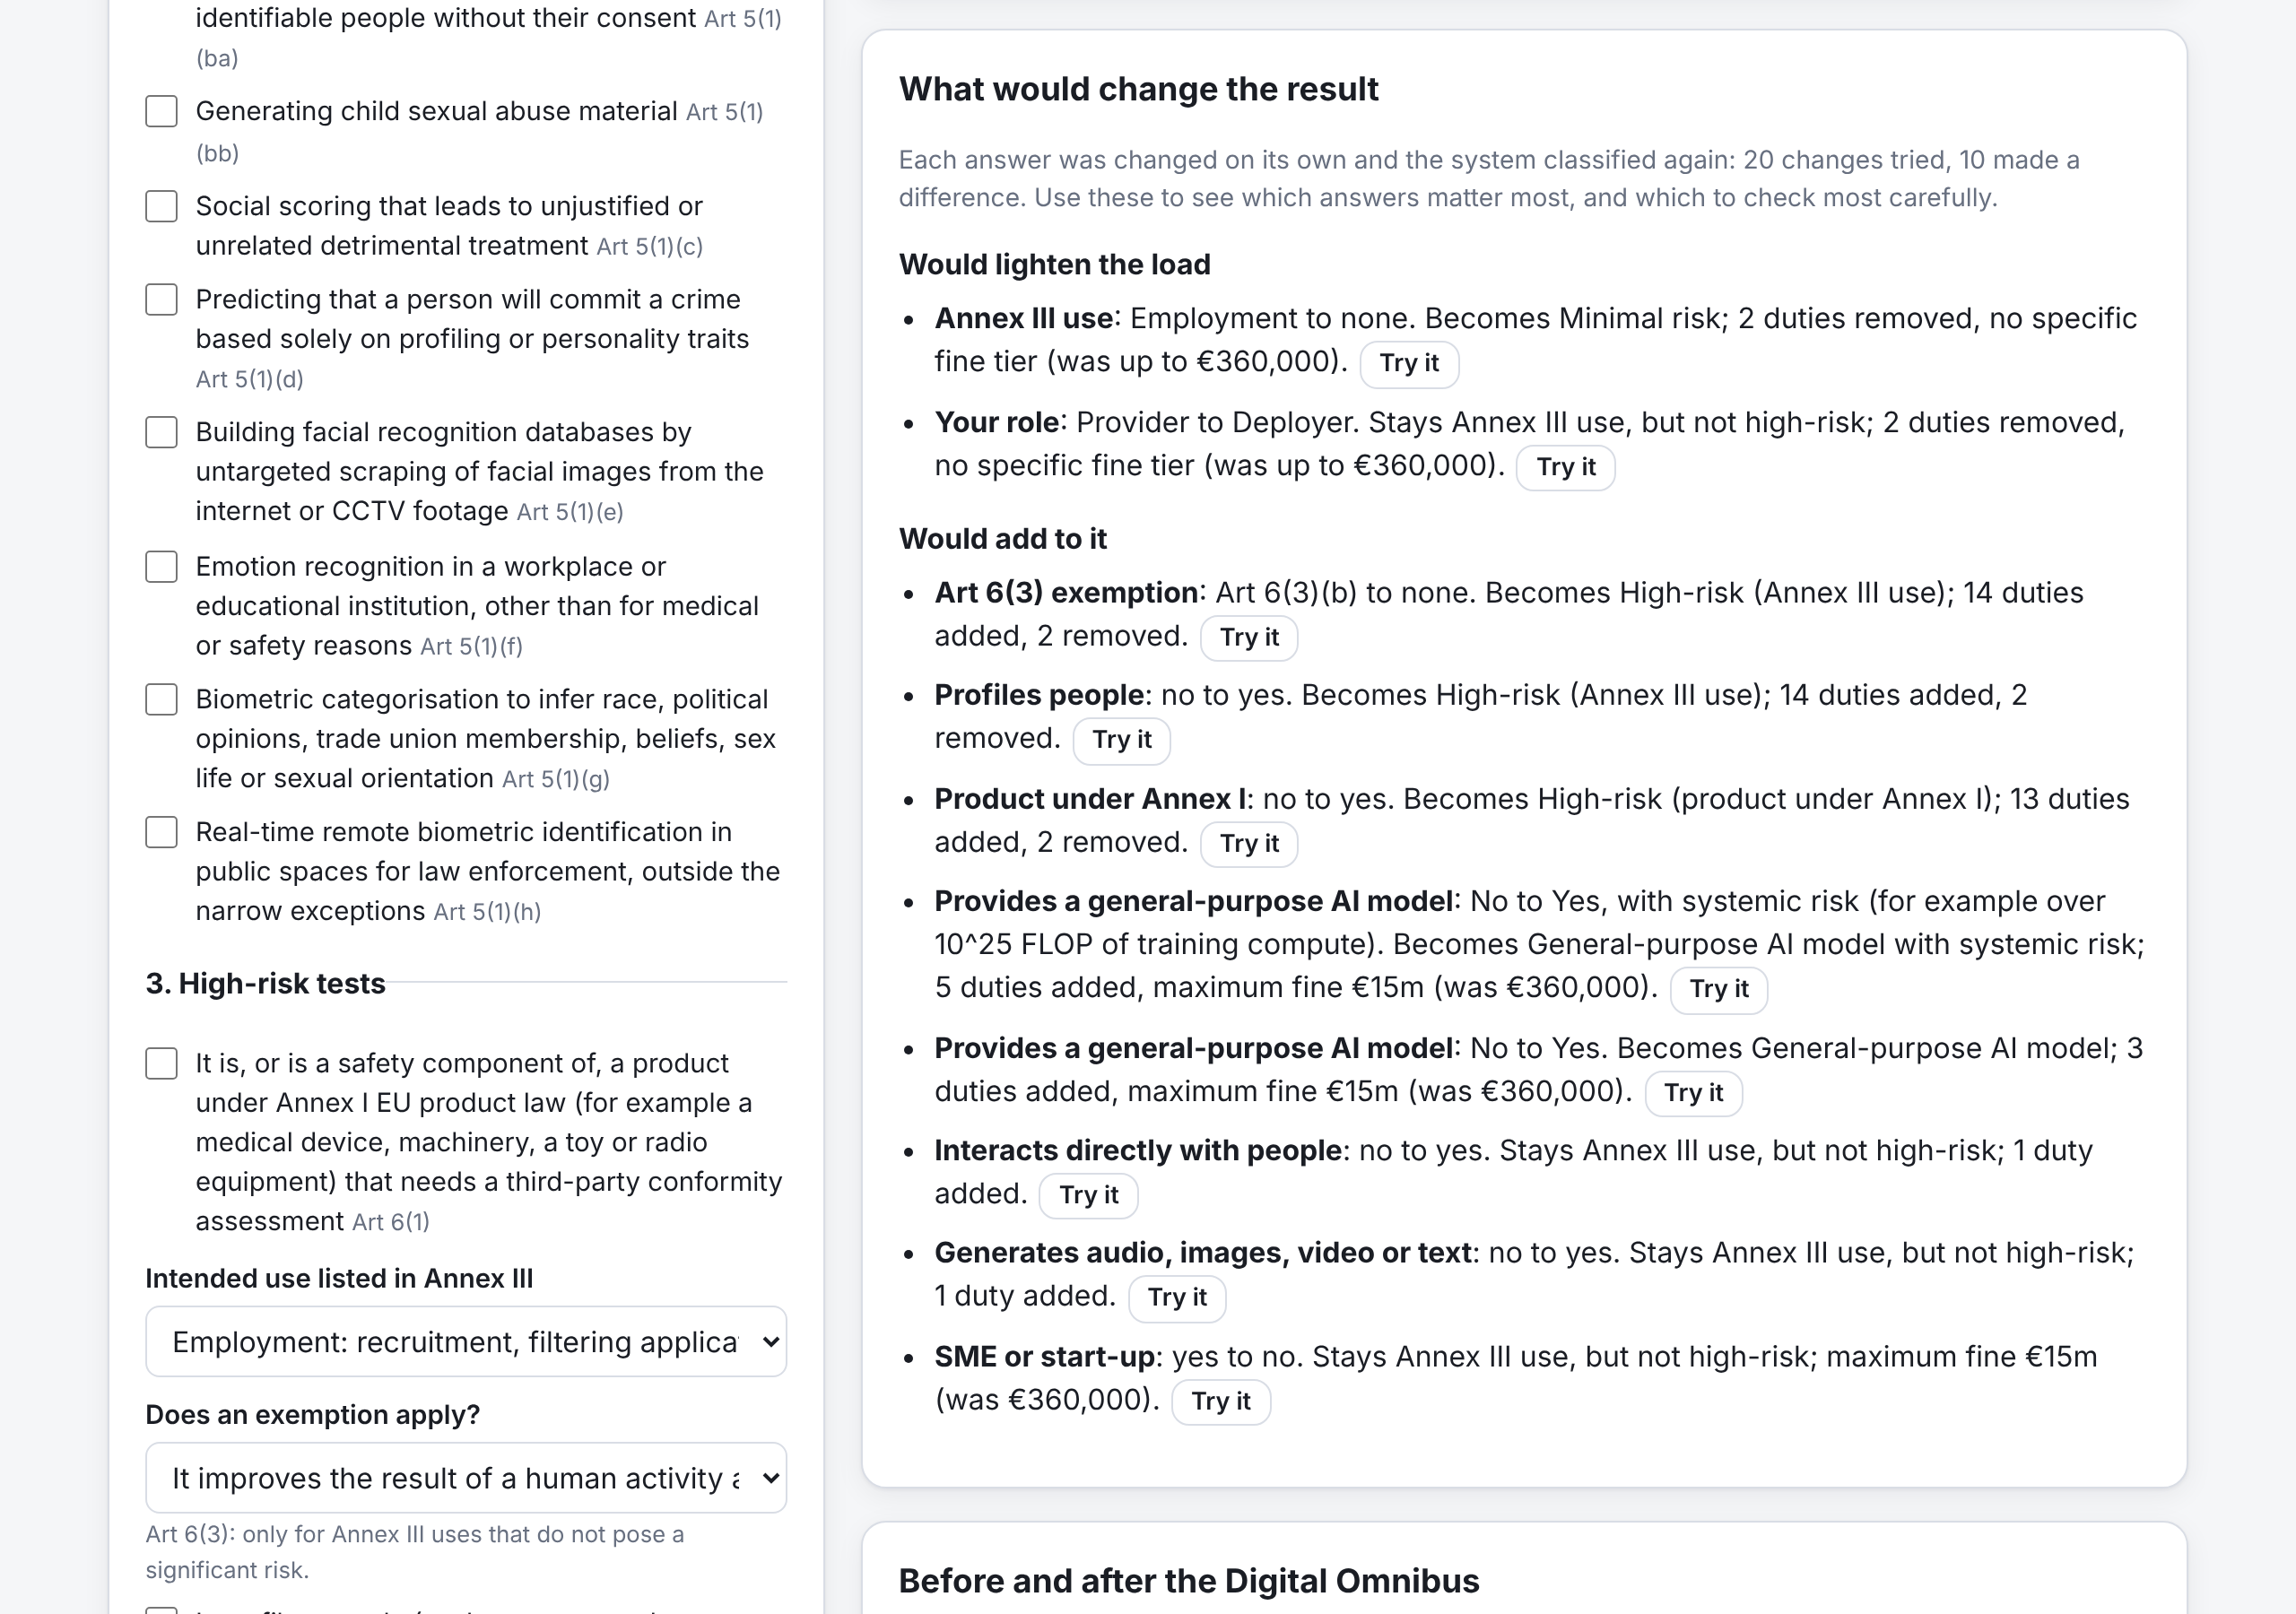 identifiable people without their consent Art 5(1)
(ba)
Generating child sexual abuse material Art 5(1)
(bb)
Social scoring that leads to unjustified or
unrelated detrimental treatment Art 5(1)(c)
Predicting that a person will commit a crime
based solely on profiling or personality traits
Art 5(1)(d)
Building facial recognition databases by
untargeted scraping of facial images from the
internet or CCTV footage Art 5(1)(e)
Emotion recognition in a workplace or
educational institution, other than for medical
or safety reasons Art 5(1)(f)
Biometric categorisation to infer race, political
opinions, trade union membership, beliefs, sex
life or sexual orientation Art 5(1)(g)
Real-time remote biometric identification in
public spaces for law enforcement, outside the
narrow exceptions Art 5(1)(h)
3. High-risk tests
It is, or is a safety component of, a product
under Annex I EU product law (for example a
medical device, machinery, a toy or radio
equipment) that needs a third-party conformity
assessment Art 6(1)
Intended use listed in Annex III
Employment: recruitment, filtering applica
Does an exemption apply?
It improves the result of a human activity
Art 6(3): only for Annex III uses that do not pose a
significant risk.
What would change the result
Each answer was changed on its own and the system classified again: 20 changes tried, 10 made a
difference. Use these to see which answers matter most, and which to check most carefully.
Would lighten the load
• Annex III use: Employment to none. Becomes Minimal risk; 2 duties removed, no specific
fine tier (was up to €360,000). Try it
• Your role: Provider to Deployer. Stays Annex III use, but not high-risk; 2 duties removed,
no specific fine tier (was up to €360,000). Try it
Would add to it
• Art 6(3) exemption: Art 6(3)(b) to none. Becomes High-risk (Annex III use); 14 duties
added, 2 removed. Try it
• Profiles people: no to yes. Becomes High-risk (Annex III use); 14 duties added, 2
removed. Try it
• Product under Annex I: no to yes. Becomes High-risk (product under Annex I); 13 duties
added, 2 removed. Try it
• Provides a general-purpose AI model: No to Yes, with systemic risk (for example over
10^25 FLOP of training compute). Becomes General-purpose AI model with systemic risk;
5 duties added, maximum fine €15m (was €360,000). Try it
• Provides a general-purpose AI model: No to Yes. Becomes General-purpose AI model; 3
duties added, maximum fine €15m (was €360,000). Try it
• Interacts directly with people: no to yes. Stays Annex III use, but not high-risk; 1 duty
added. Try it
• Generates audio, images, video or text: no to yes. Stays Annex III use, but not high-risk;
1 duty added. Try it
• SME or start-up: yes to no. Stays Annex III use, but not high-risk; maximum fine €15m
(was €360,000). Try it
Before and after the Digital Omnibus